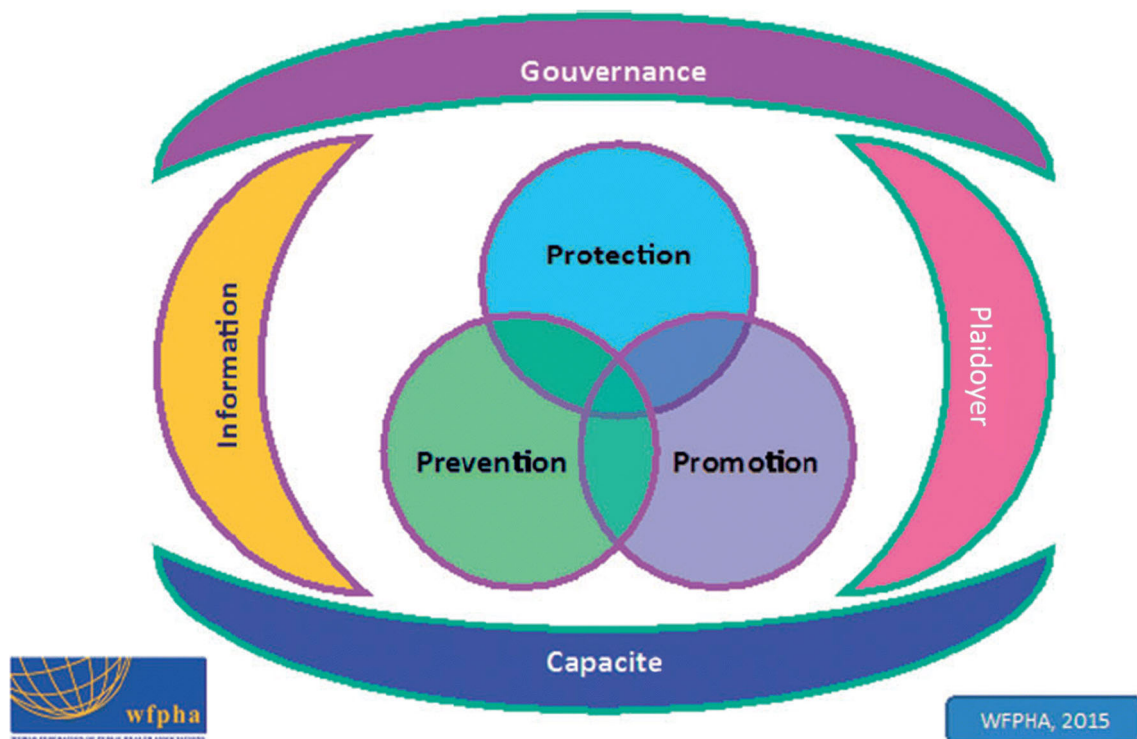 Gouvernance
Information
Protection
Plaidoyer
Prevention
Promotion
Capacite
wfpha
WFPHA, 2015